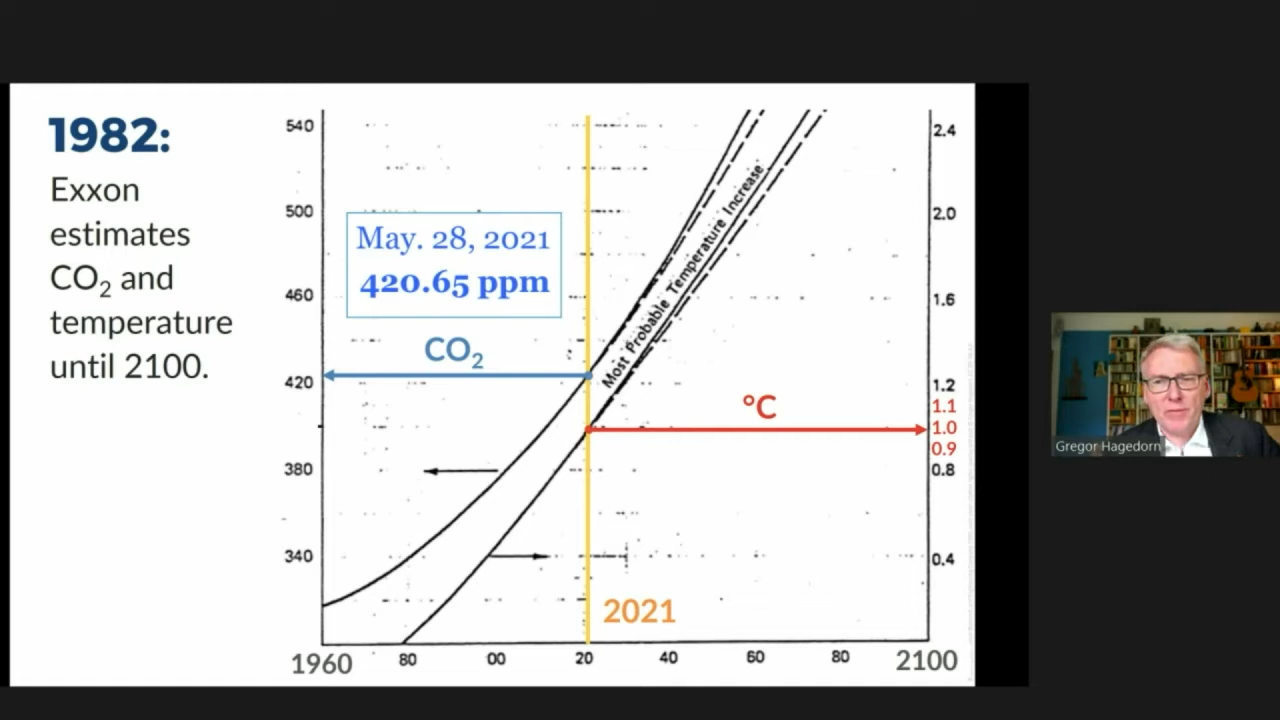 1982:
Exxon
estimates
CO₂ and
temperature
until 2100.
540
500
460
420
380
340
May. 28, 2021
420.65 ppm
CO₂
Most Probable Temperature Increase
°C
2.4
2.0
1.6
1.2
1.1
1.0
0.9
0.8
0.4
2021
1960 80 00 20 40 60 80 2100
Gregor Hagedorn